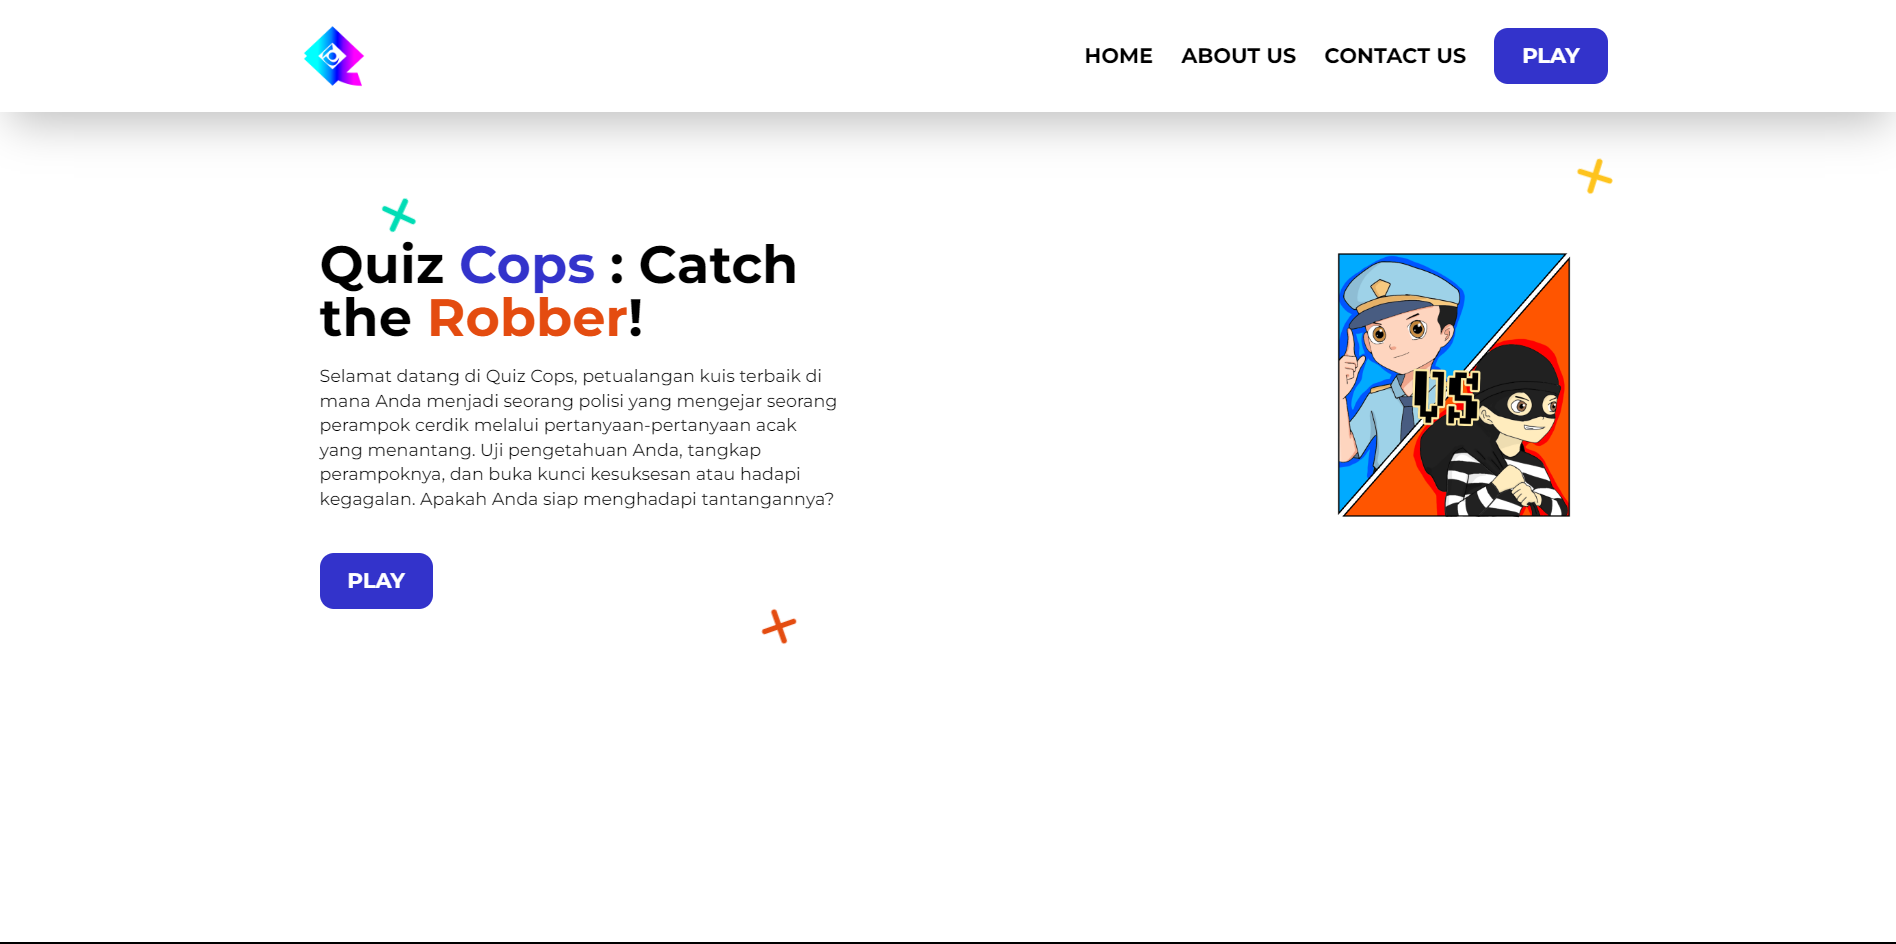 HOME
ABOUT US
CONTACT US
PLAY
Quiz Cops : Catch
the Robber!
Selamat datang di Quiz Cops, petualangan kuis terbaik di
mana Anda menjadi seorang polisi yang mengejar seorang
perampok cerdik melalui pertanyaan-pertanyaan acak
yang menantang. Uji pengetahuan Anda, tangkap
perampoknya, dan buka kunci kesuksesan atau hadapi
kegagalan. Apakah Anda siap menghadapi tantangannya?
PLAY
VS